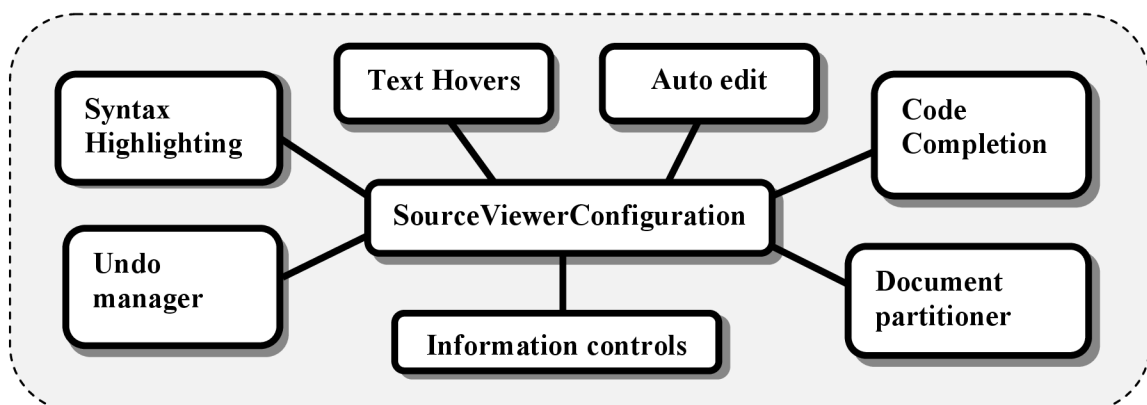 Text Hovers
Auto edit
Syntax
Highlighting
Code
Completion
SourceViewerConfiguration
Undo
manager
Document
partitioner
Information controls